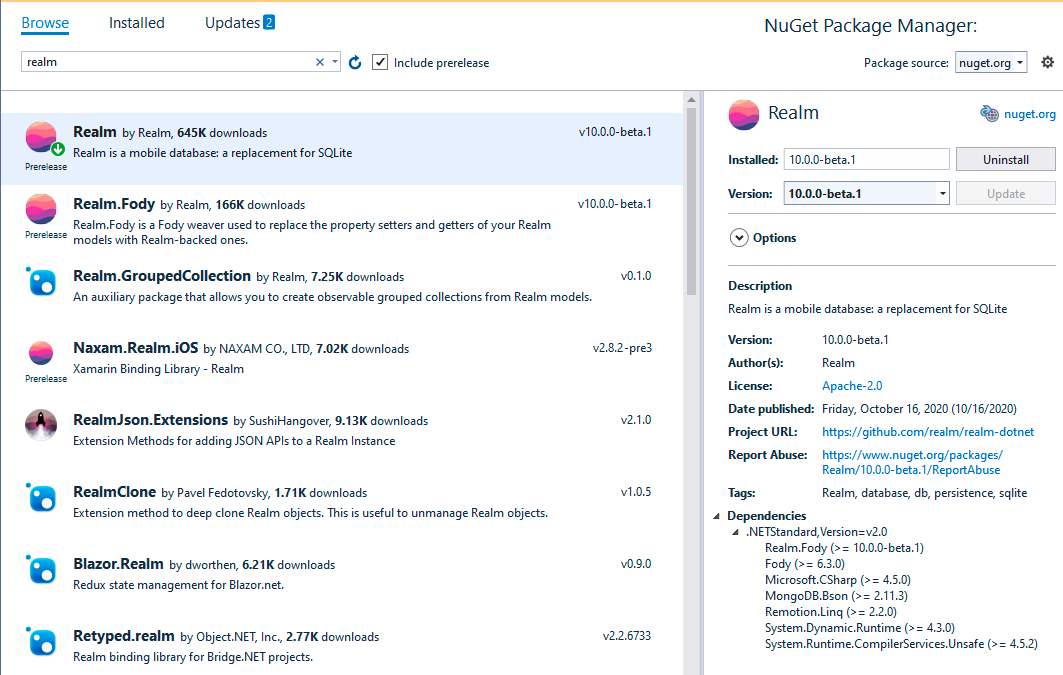 Browse Installed Updates 2
NuGet Package Manager:
realm
Include prerelease
Package source: nuget.org
Realm by Realm, 645K downloads v10.0.0-beta.1
Realm is a mobile database: a replacement for SQLite
Prerelease
Realm.Fody by Realm, 166K downloads v10.0.0-beta.1
Realm.Fody is a Fody weaver used to replace the property setters and getters of your Realm
models with Realm-backed ones.
Prerelease
Realm.GroupedCollection by Realm, 7.25K downloads v0.1.0
An auxiliary package that allows you to create observable grouped collections from Realm models.
Naxam.Realm.iOS by NAXAM CO., LTD, 7.02K downloads v2.8.2-pre3
Xamarin Binding Library - Realm
Prerelease
RealmJson.Extensions by SushiHangover, 9.13K downloads v2.1.0
Extension Methods for adding JSON APIs to a Realm Instance
RealmClone by Pavel Fedotovsky, 1.71K downloads v1.0.5
Extension method to deep clone Realm objects. This is useful to unmanage Realm objects.
Blazor.Realm by dworthen, 6.21K downloads v0.9.0
Redux state management for Blazor.net.
Retyped.realm by Object.NET, Inc., 2.77K downloads v2.2.6733
Realm binding library for Bridge.NET projects.
Realm nuget.org
Installed: 10.0.0-beta.1 Uninstall
Version: 10.0.0-beta.1 Update
Options
Description
Realm is a mobile database: a replacement for SQLite
Version: 10.0.0-beta.1
Author(s): Realm
License: Apache-2.0
Date published: Friday, October 16, 2020 (10/16/2020)
Project URL: https://github.com/realm/realm-dotnet
Report Abuse: https://www.nuget.org/packages/
Realm/10.0.0-beta.1/ReportAbuse
Tags: Realm, database, db, persistence, sqlite
Dependencies
.NETStandard,Version=v2.0
Realm.Fody (>= 10.0.0-beta.1)
Fody (>= 6.3.0)
Microsoft.CSharp (>= 4.5.0)
MongoDB.Bson (>= 2.11.3)
Remotion.Linq (>= 2.2.0)
System.Dynamic.Runtime (>= 4.3.0)
System.Runtime.CompilerServices.Unsafe (>= 4.5.2)